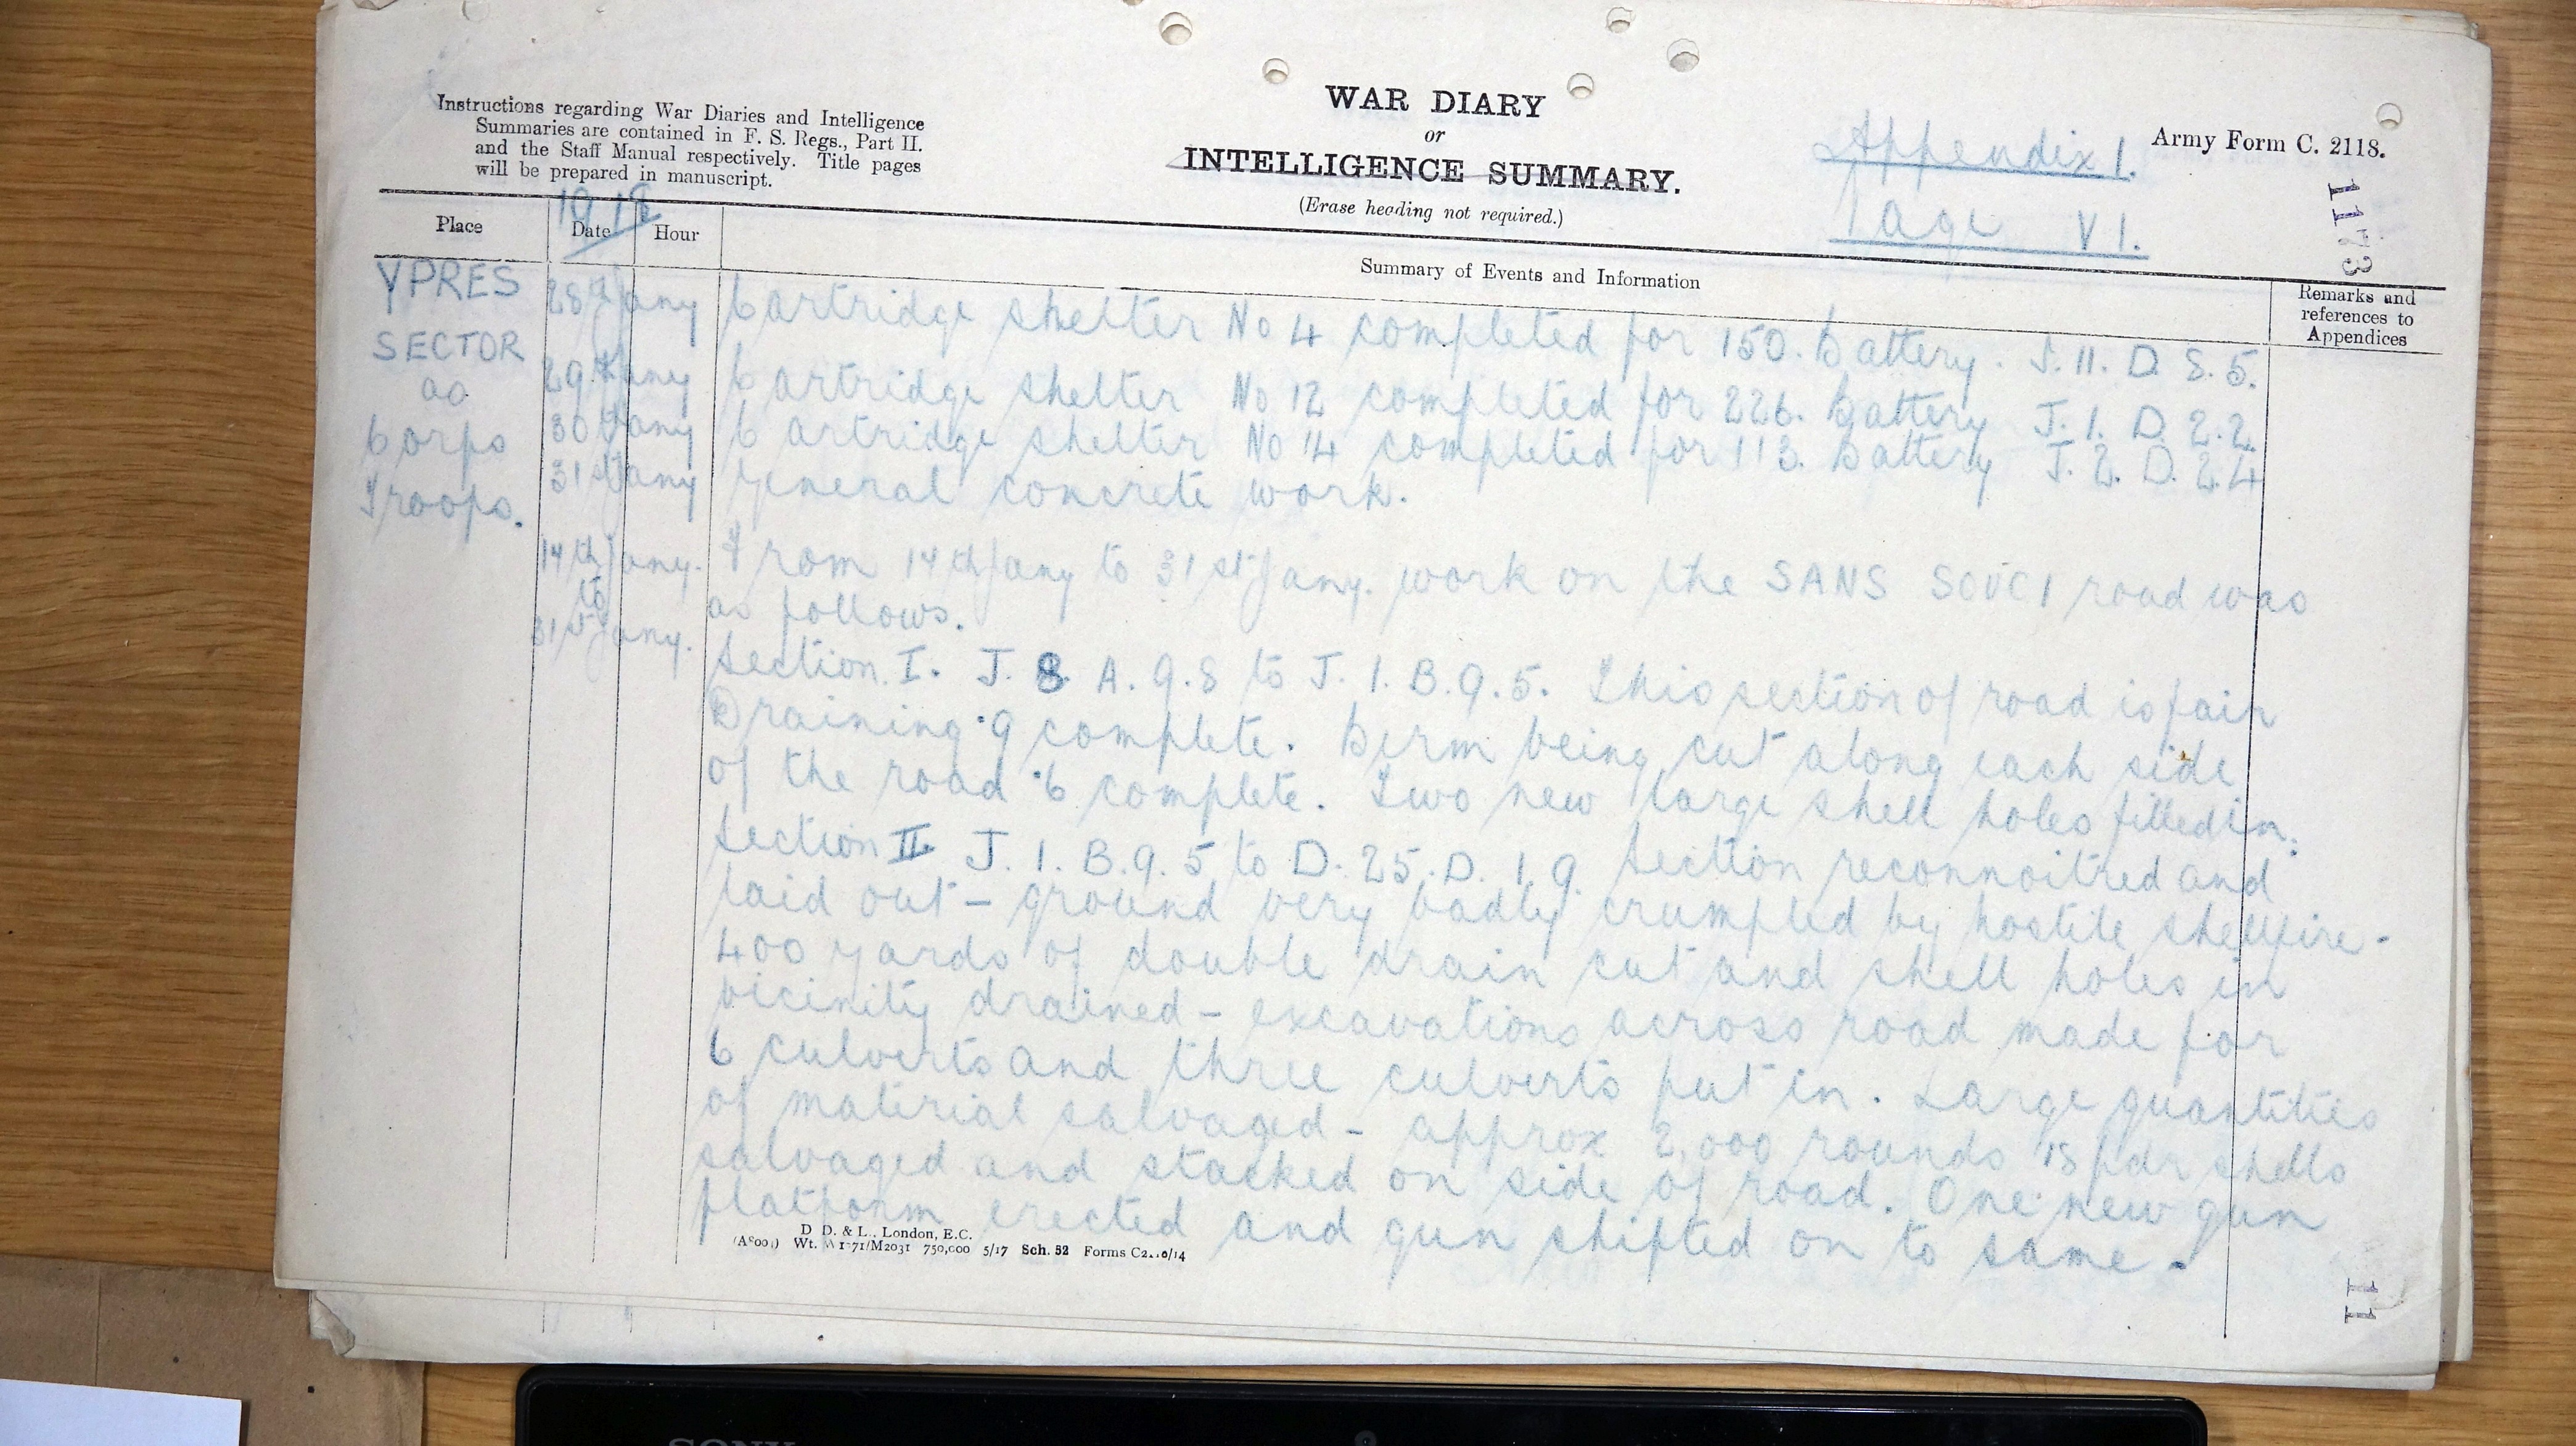 Instructions regarding War Diaries and Intelligence
Summaries are contained in F. S. Regs., Part II.
and the Staff Manual respectively. Title pages
will be prepared in manuscript.
WAR DIARY
or
INTELLIGENCE SUMMARY.
(Erase heading not required.)
Appendix I.
Page VI.
Army Form C. 2118.
1173
1918
Place
Date
Hour
Summary of Events and Information
Remarks and
references to
Appendices
YPRES
SECTOR
as
Corps
Troops.
28th Jany Cartridge shelter No 4 completed for 150. Battery. J. 11. D. 8. 5.
29th Jany Cartridge shelter No 12 completed for 226. Battery J. 1. D. 2. 2.
30th Jany Cartridge shelter No 14 completed for 113. Battery J. 2. D. 2. 4
31st Jany General concrete work.
14th Jany.
to
31st Jany.
From 14th Jany to 31st Jany. work on the SANS SOUCI road was
as follows.
Section I. J. 8 A. 9. 8 to J. 1. B. 9. 5. This section of road is fair
Draining .9 complete. Berm being cut along each side
of the road .6 complete. Two new large shell holes filled in.
Section II. J. 1. B. 9. 5 to D. 25. D. 1. 9. Section reconnoitred and
laid out - ground very badly crumpled by hostile shellfire -
400 yards of double drain cut and shell holes in
vicinity drained - excavations across road made for
6 culverts and three culverts put in. Large quantities
of material salvaged - approx 2,000 rounds 18 pdr shells
salvaged and stacked on side of road. One new gun
platform erected and gun shifted on to same.
D. D. & L., London, E.C.
750,000 5/17 Sch. 52
11
SONY